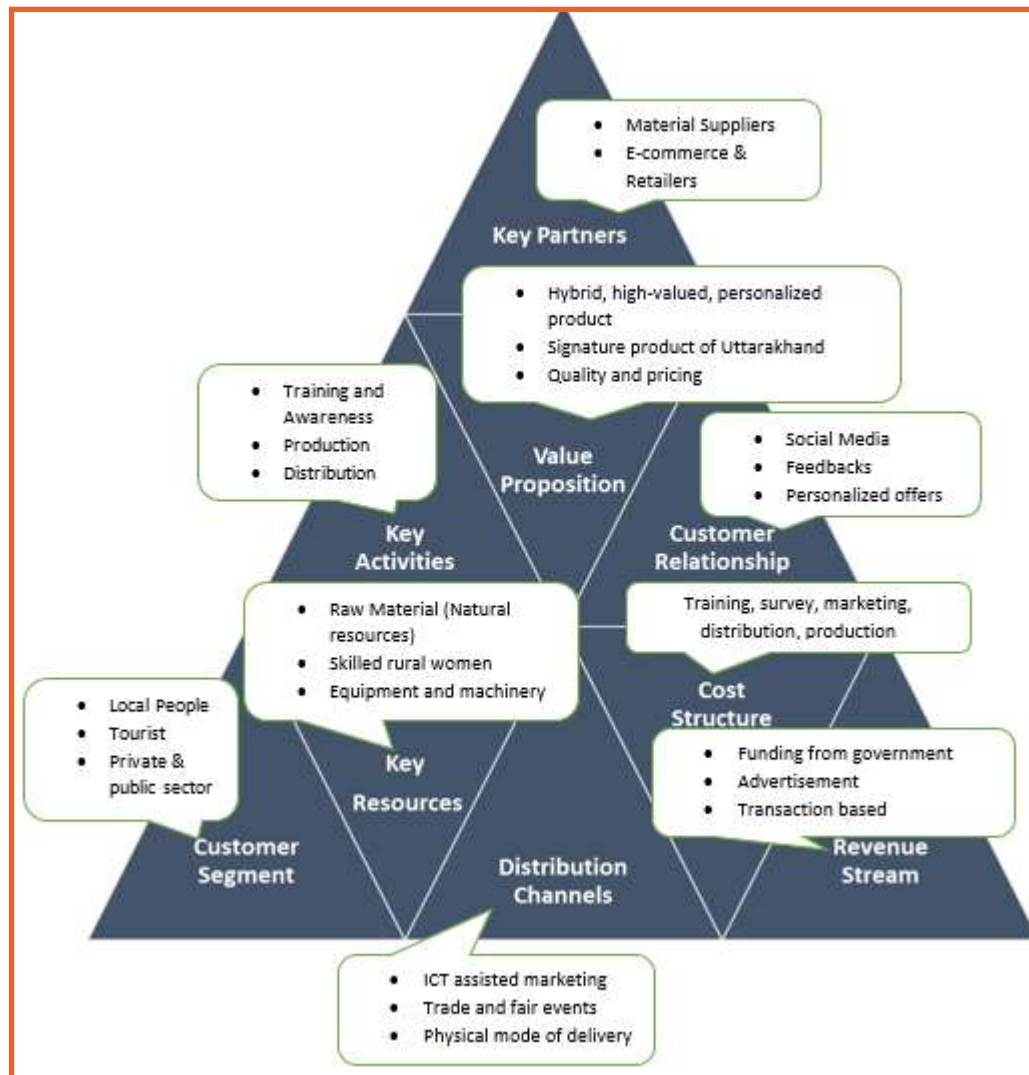 • Material Suppliers
• E-commerce &
Retailers
Key Partners
• Hybrid, high-valued, personalized
product
• Signature product of Uttarakhand
• Quality and pricing
Value
Proposition
• Training and
Awareness
• Production
• Distribution
Key
Activities
• Social Media
• Feedbacks
• Personalized offers
Customer
Relationship
• Raw Material (Natural
resources)
• Skilled rural women
• Equipment and machinery
Key
Resources
Training, survey, marketing,
distribution, production
Cost
Structure
• Local People
• Tourist
• Private &
public sector
Customer
Segment
• Funding from government
• Advertisement
• Transaction based
Revenue
Stream
Distribution
Channels
• ICT assisted marketing
• Trade and fair events
• Physical mode of delivery